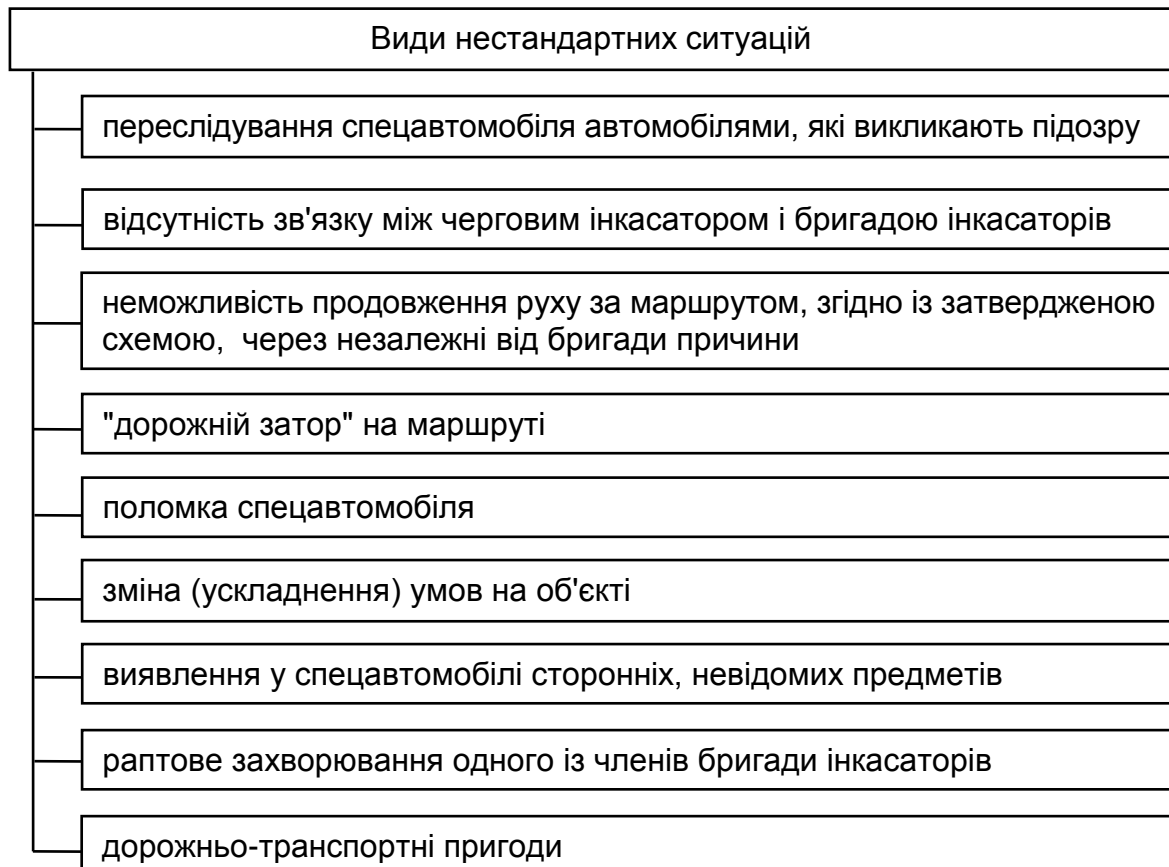 Види нестандартних ситуацій
переслідування спецавтомобіля автомобілями, які викликають підозру
відсутність зв'язку між черговим інкасатором і бригадою інкасаторів
неможливість продовження руху за маршрутом, згідно із затвердженою
схемою, через незалежні від бригади причини
"дорожній затор" на маршруті
поломка спецавтомобіля
зміна (ускладнення) умов на об'єкті
виявлення у спецавтомобілі сторонніх, невідомих предметів
раптове захворювання одного із членів бригади інкасаторів
дорожньо-транспортні пригоди